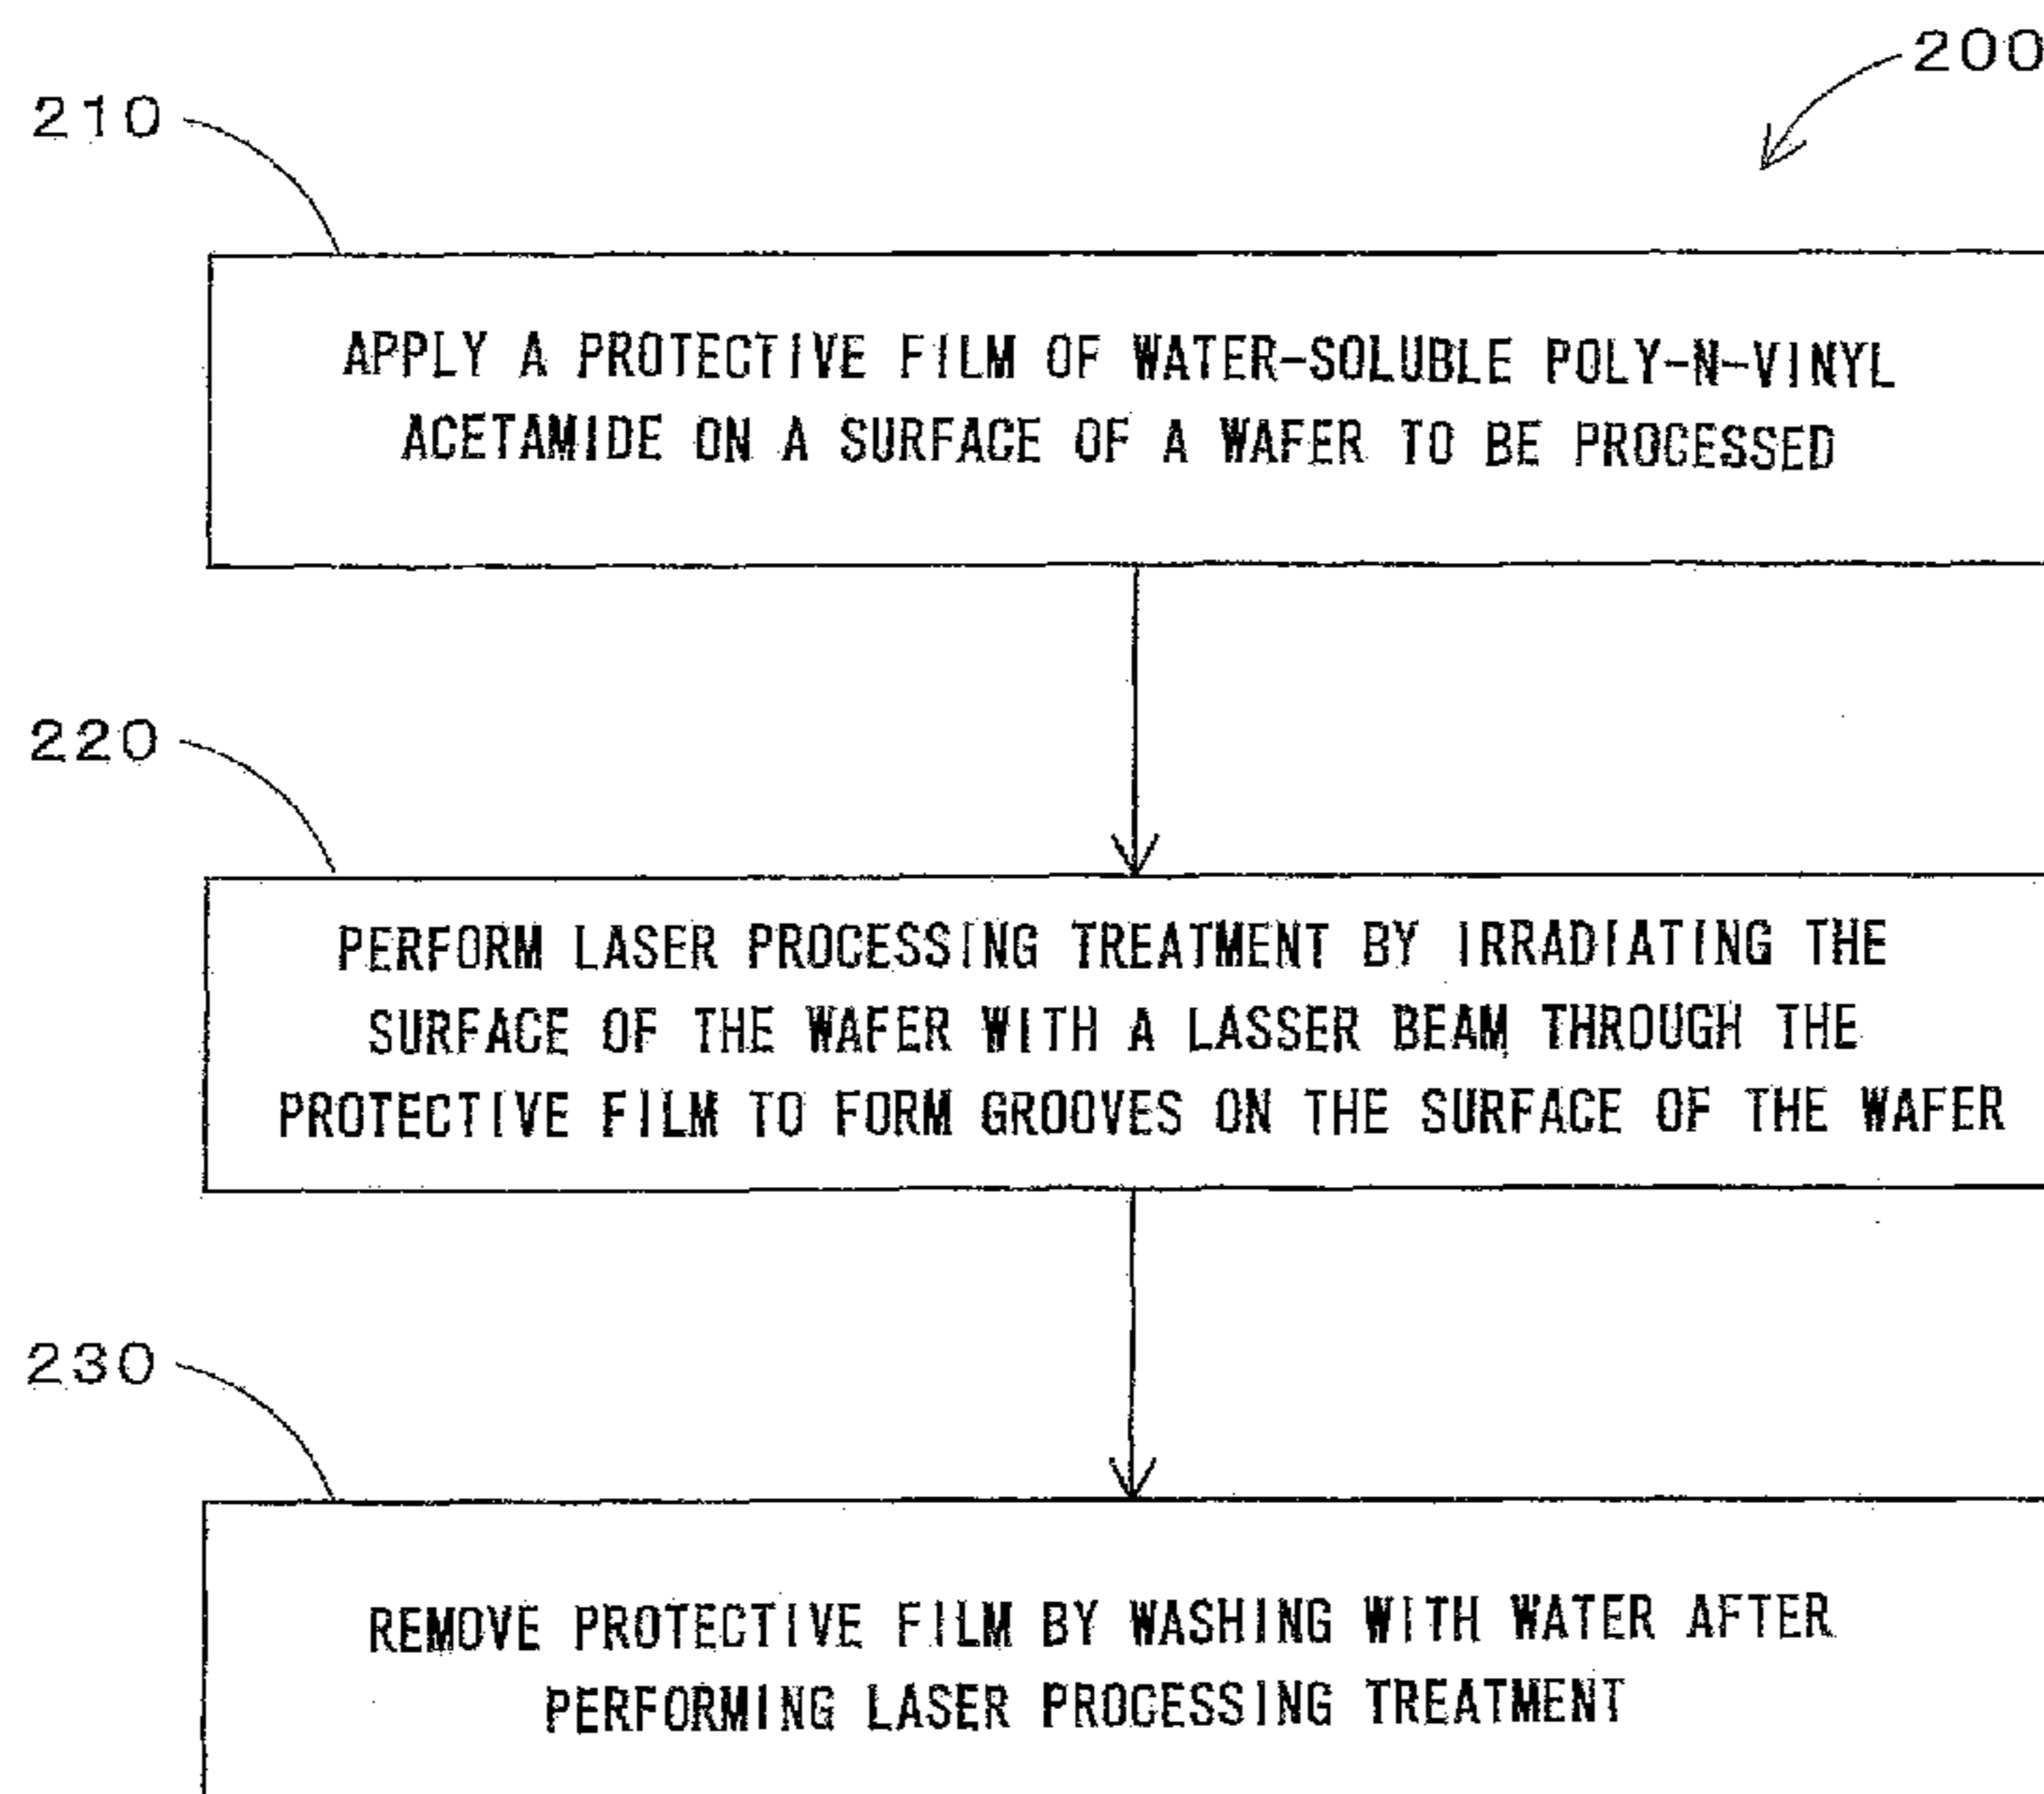 200
210
APPLY A PROTECTIVE FILM OF WATER-SOLUBLE POLY-N-VINYL
ACETAMIDE ON A SURFACE OF A WAFER TO BE PROCESSED
220
PERFORM LASER PROCESSING TREATMENT BY IRRADIATING THE
SURFACE OF THE WAFER WITH A LASSER BEAM THROUGH THE
PROTECTIVE FILM TO FORM GROOVES ON THE SURFACE OF THE WAFER
230
REMOVE PROTECTIVE FILM BY WASHING WITH WATER AFTER
PERFORMING LASER PROCESSING TREATMENT